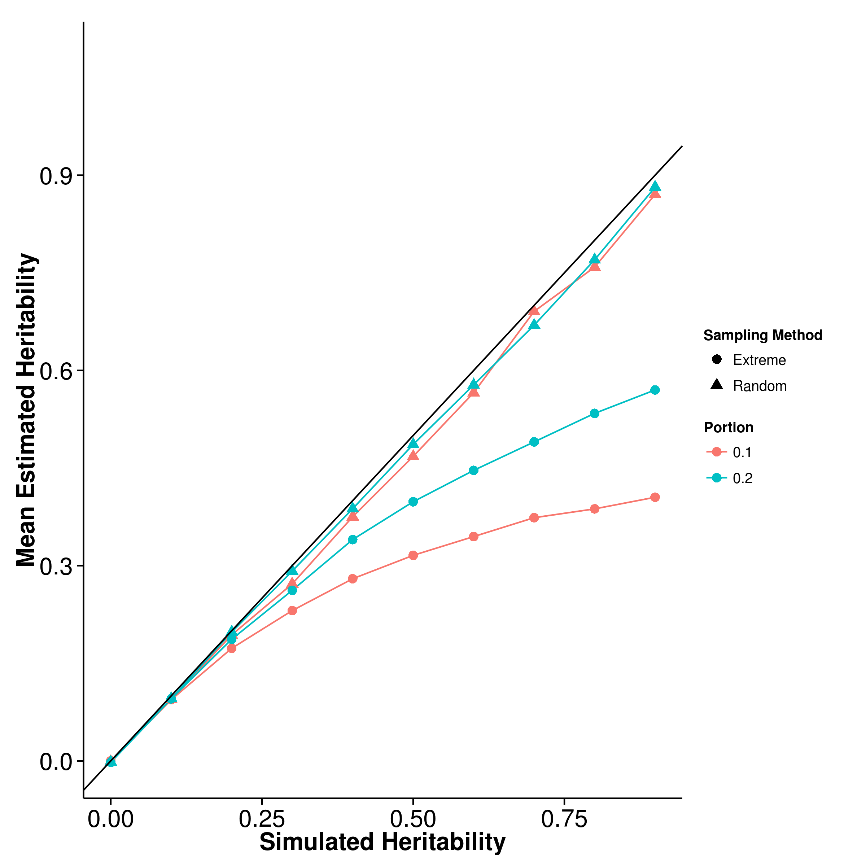 Mean Estimated Heritability
0.9
0.6
0.3
0.0
0.00 0.25 0.50 0.75
Simulated Heritability
Sampling Method
Extreme
Random
Portion
0.1
0.2